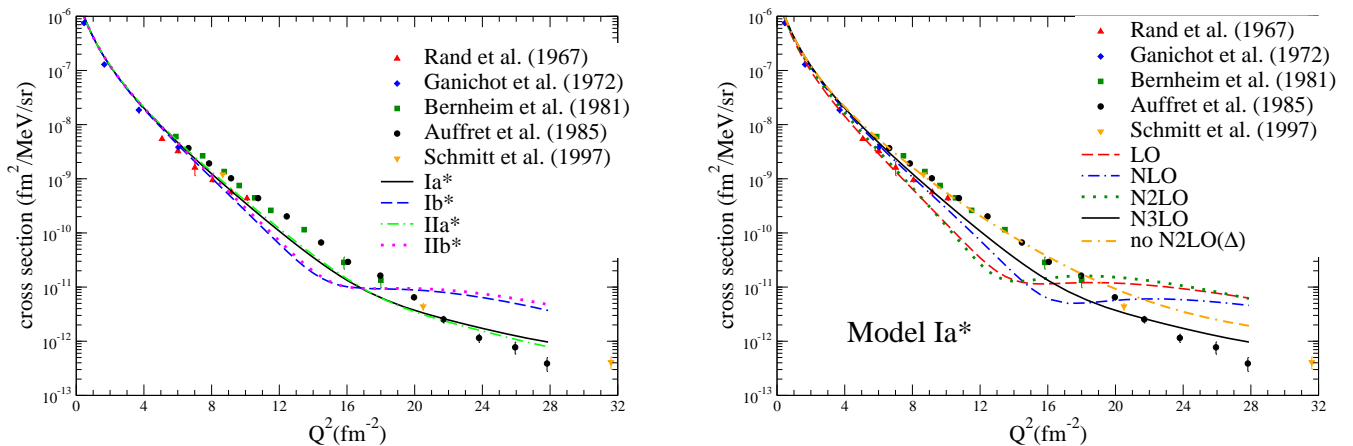 10^-6
10^-7
10^-8
10^-9
10^-10
10^-11
10^-12
10^-13
cross section (fm^2/MeV/sr)
Rand et al. (1967)
Ganichot et al. (1972)
Bernheim et al. (1981)
Auffret et al. (1985)
Schmitt et al. (1997)
Ia*
Ib*
IIa*
IIb*
0 4 8 12 16 20 24 28 32
Q^2(fm^-2)
10^-6
10^-7
10^-8
10^-9
10^-10
10^-11
10^-12
10^-13
cross section (fm^2/MeV/sr)
Rand et al. (1967)
Ganichot et al. (1972)
Bernheim et al. (1981)
Auffret et al. (1985)
Schmitt et al. (1997)
LO
NLO
N2LO
N3LO
no N2LO(Δ)
Model Ia*
0 4 8 12 16 20 24 28 32
Q^2(fm^-2)